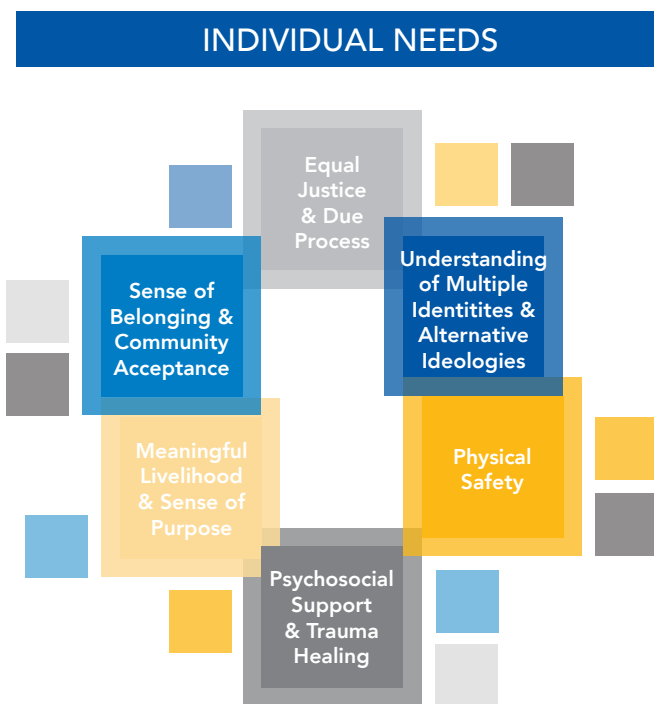 INDIVIDUAL NEEDS
Equal
Justice
& Due
Process
Understanding
of Multiple
Identitites &
Alternative
Ideologies
Sense of
Belonging &
Community
Acceptance
Meaningful
Livelihood
& Sense of
Purpose
Physical
Safety
Psychosocial
Support
& Trauma
Healing